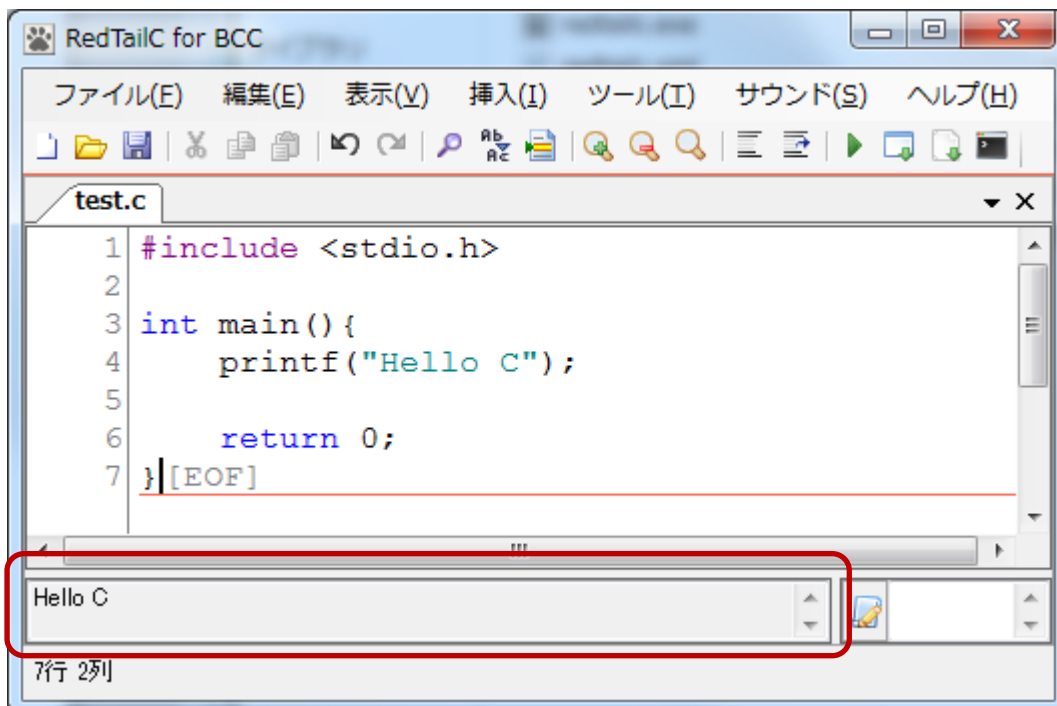 RedTailC for BCC
ファイル(F) 編集(E) 表示(V) 挿入(I) ツール(T) サウンド(S) ヘルプ(H)
test.c
1 #include <stdio.h>
2
3 int main(){
4     printf("Hello C");
5
6     return 0;
7 }[EOF]
Hello C
7行 2列